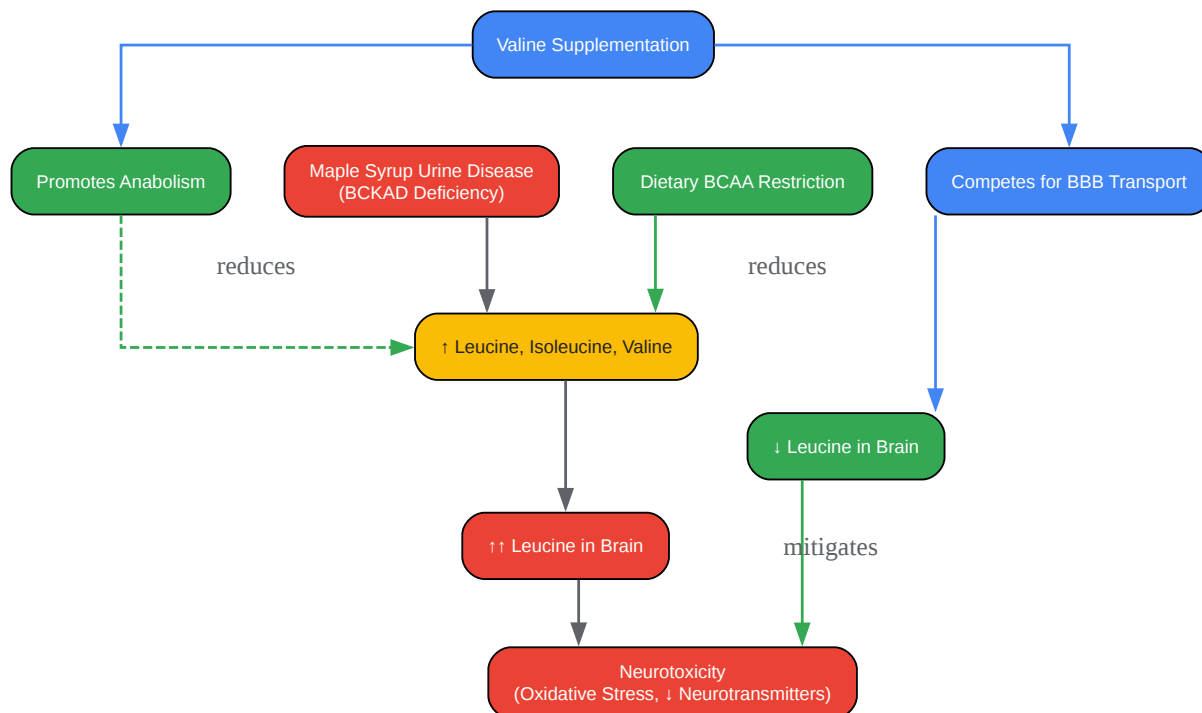 Valine Supplementation
Promotes Anabolism
Maple Syrup Urine Disease
(BCKAD Deficiency)
Dietary BCAA Restriction
Competes for BBB Transport
reduces
reduces
↑ Leucine, Isoleucine, Valine
↓ Leucine in Brain
↑↑ Leucine in Brain
mitigates
Neurotoxicity
(Oxidative Stress, ↓ Neurotransmitters)